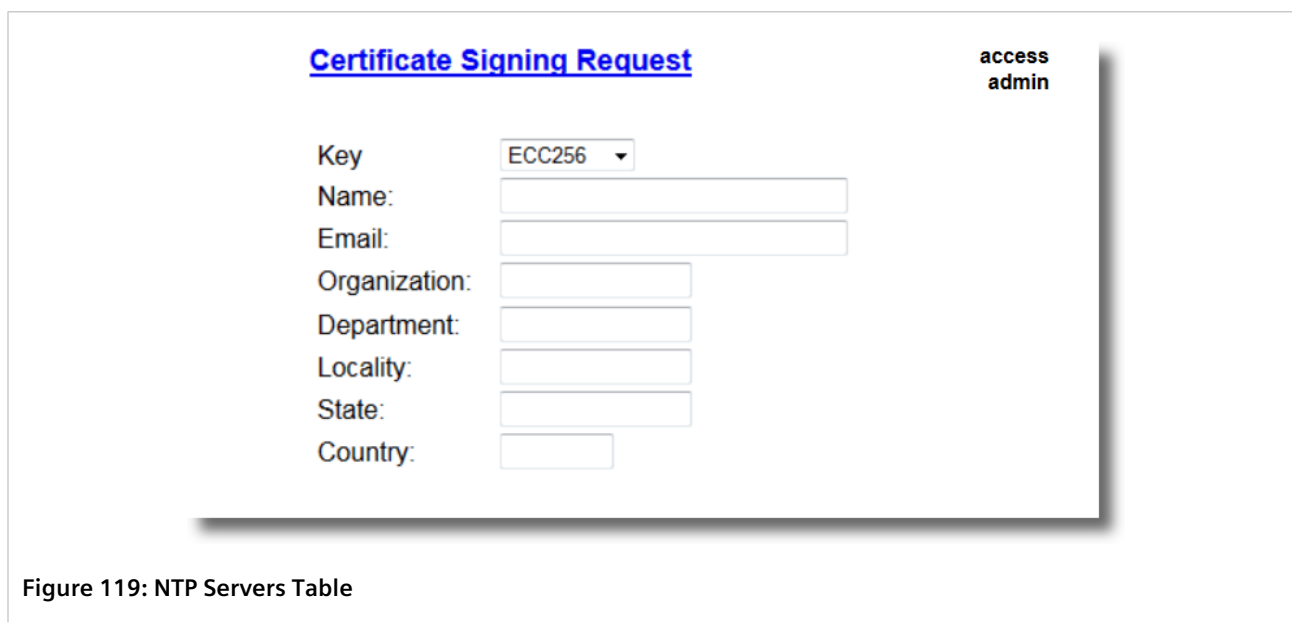 Certificate Signing Request
access
admin
Key ECC256
Name:
Email:
Organization:
Department:
Locality:
State:
Country:
Figure 119: NTP Servers Table